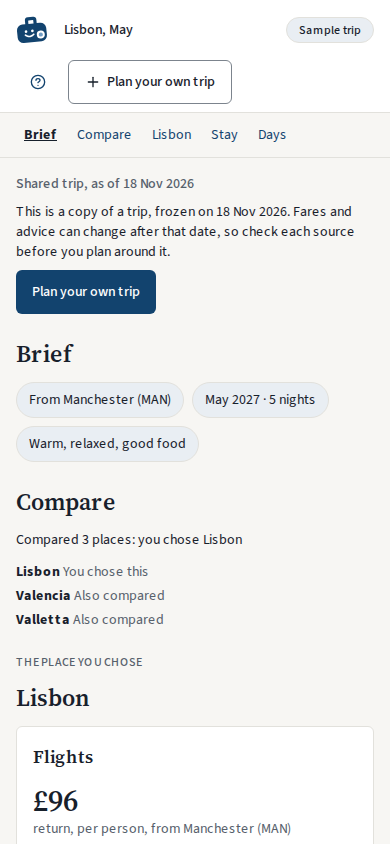 Lisbon, May
Sample trip
Plan your own trip
Brief
Compare
Lisbon
Stay
Days
Shared trip, as of 18 Nov 2026
This is a copy of a trip, frozen on 18 Nov 2026. Fares and
advice can change after that date, so check each source
before you plan around it.
Plan your own trip
Brief
From Manchester (MAN)
May 2027 · 5 nights
Warm, relaxed, good food
Compare
Compared 3 places: you chose Lisbon
Lisbon You chose this
Valencia Also compared
Valletta Also compared
THE PLACE YOU CHOSE
Lisbon
Flights
£96
return, per person, from Manchester (MAN)